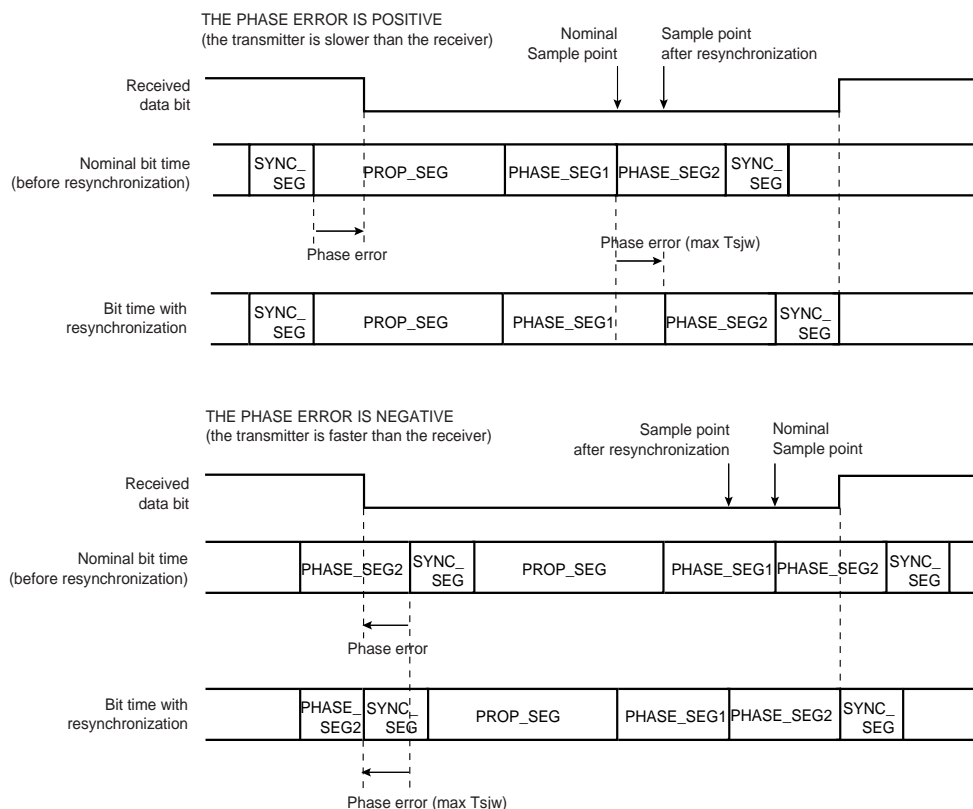 THE PHASE ERROR IS POSITIVE
(the transmitter is slower than the receiver)
Nominal
Sample point
Sample point
after resynchronization
Received
data bit
Nominal bit time
(before resynchronization)
SYNC_
SEG
PROP_SEG
PHASE_SEG1
PHASE_SEG2
SYNC_
SEG
Phase error
Phase error (max Tsjw)
Bit time with
resynchronization
SYNC_
SEG
PROP_SEG
PHASE_SEG1
PHASE_SEG2
SYNC_
SEG
THE PHASE ERROR IS NEGATIVE
(the transmitter is faster than the receiver)
Sample point
after resynchronization
Nominal
Sample point
Received
data bit
Nominal bit time
(before resynchronization)
PHASE_SEG2
SYNC_
SEG
PROP_SEG
PHASE_SEG1
PHASE_SEG2
SYNC_
SEG
Phase error
Bit time with
resynchronization
PHASE_
SEG2
SYNC_
SEG
PROP_SEG
PHASE_SEG1
PHASE_SEG2
SYNC_
SEG
Phase error (max Tsjw)